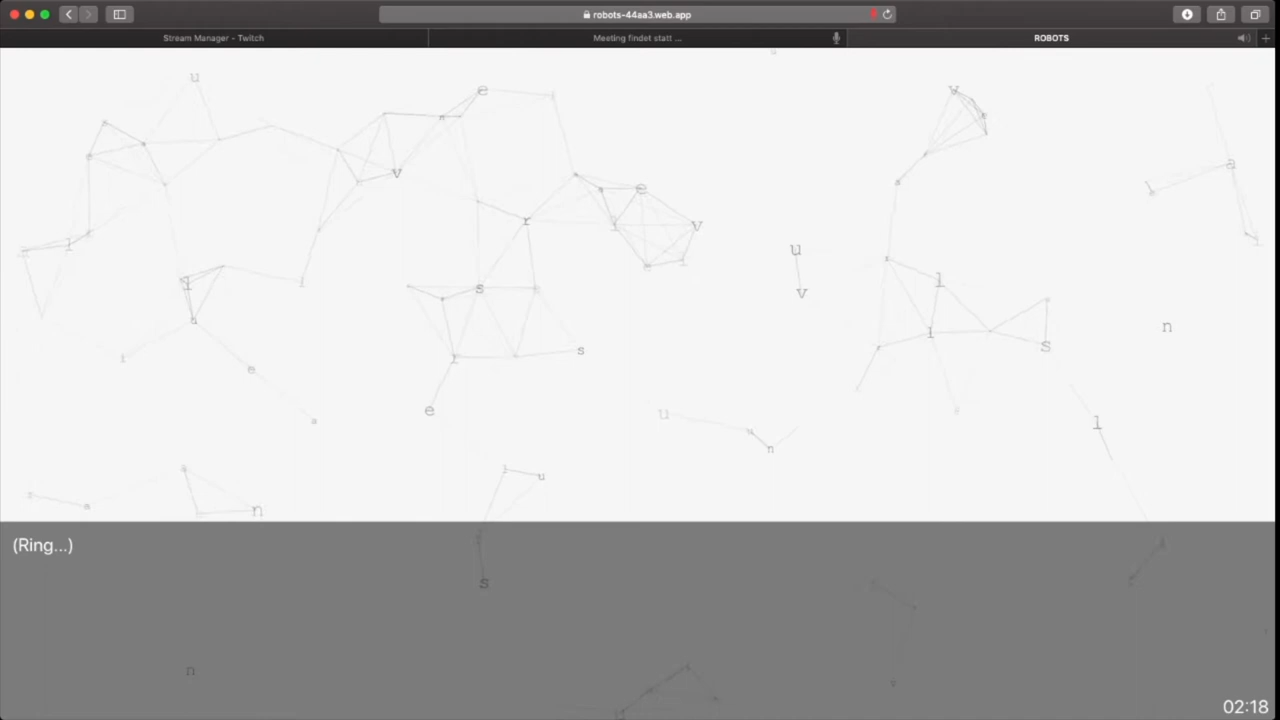 robots-44aa3.web.app
Stream Manager - Twitch
Meeting findet statt ...
ROBOTS
(Ring...)
02:18